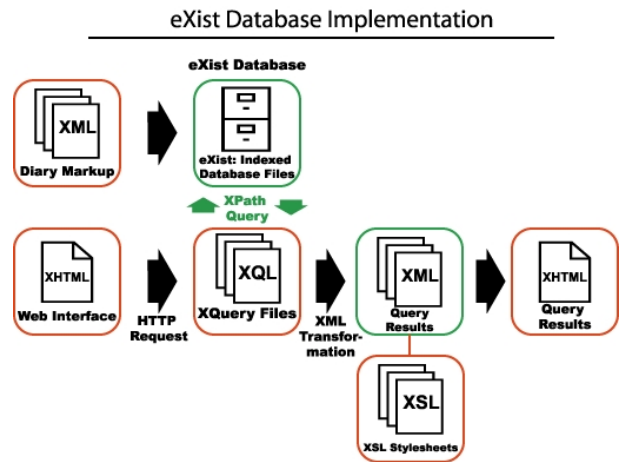 eXist Database Implementation
eXist Database
XML
Diary Markup
eXist: Indexed
Database Files
XPath
Query
XHTML
Web Interface
HTTP
Request
XQL
XQuery Files
XML
Transfor-
mation
XML
Query
Results
XHTML
Query
Results
XSL
XSL Stylesheets